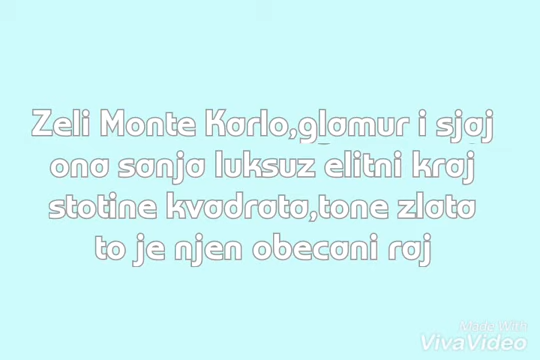 Zeli Monte Karlo,glamur i sjaj
ona sanja luksuz elitni kraj
stotine kvadrata,tone zlata
to je njen obecani raj
Made With
VivaVideo